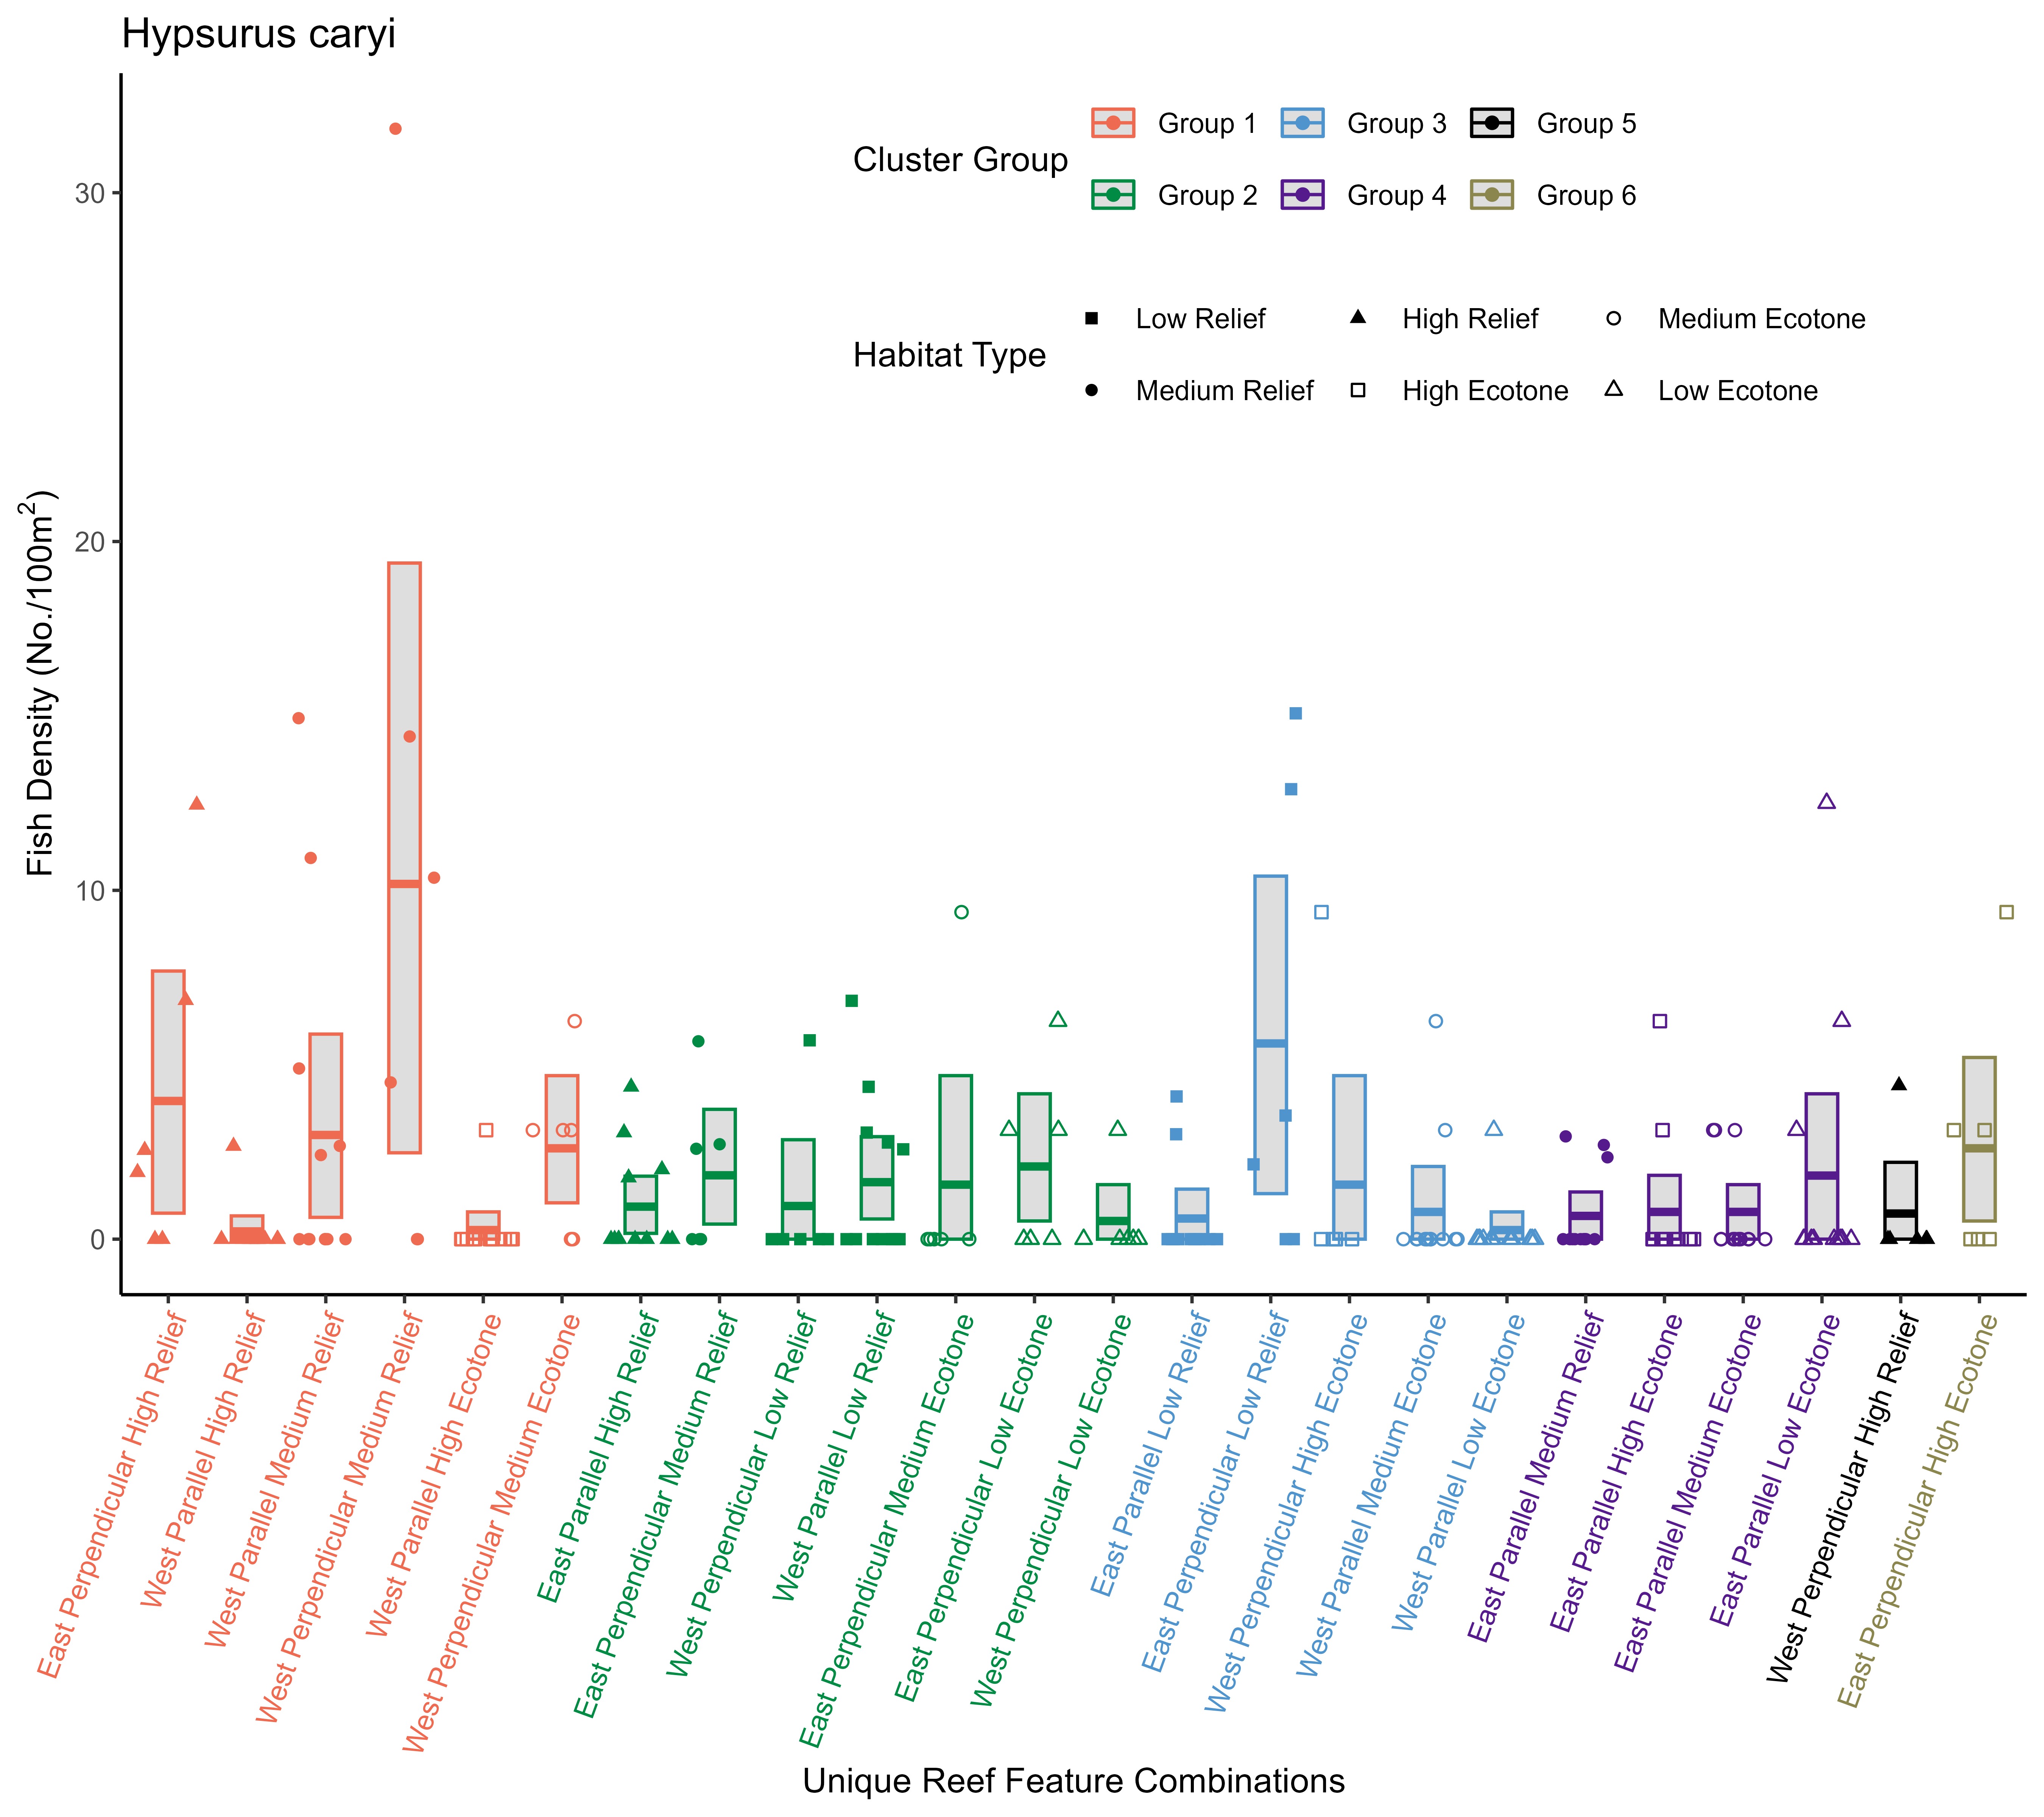 Hypsurus caryi
Cluster Group
Group 1
Group 3
Group 5
Group 2
Group 4
Group 6
Habitat Type
Low Relief
High Relief
Medium Ecotone
Medium Relief
High Ecotone
Low Ecotone
Fish Density (No./100m²)
30
20
10
0
East Perpendicular High Relief
West Parallel High Relief
West Parallel Medium Relief
West Perpendicular Medium Relief
West Parallel High Ecotone
West Perpendicular Medium Ecotone
East Parallel High Relief
East Perpendicular Medium Relief
West Perpendicular Low Relief
West Parallel Low Relief
East Perpendicular Medium Ecotone
East Perpendicular Low Ecotone
West Perpendicular Low Ecotone
East Parallel Low Relief
East Perpendicular Low Relief
West Perpendicular High Ecotone
West Parallel Medium Ecotone
West Parallel Low Ecotone
East Parallel Medium Relief
East Parallel High Ecotone
East Parallel Medium Ecotone
East Parallel Low Ecotone
West Perpendicular High Relief
East Perpendicular High Ecotone
Unique Reef Feature Combinations